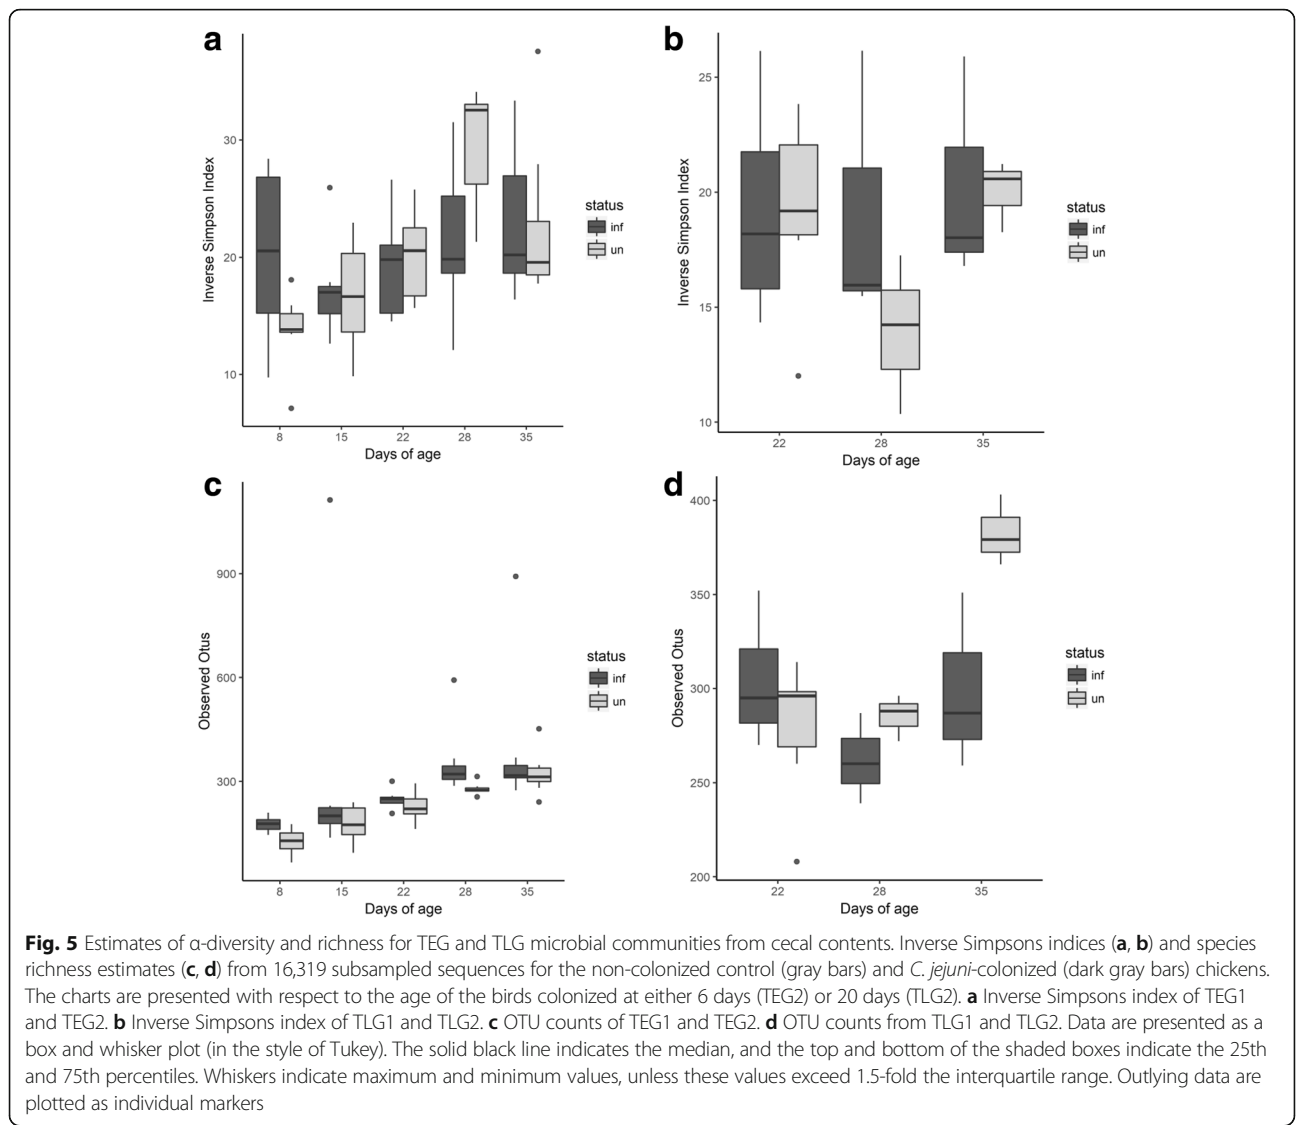 a
30
20
10
Inverse Simpson Index
8 15 22 28 35
Days of age
status
inf
un
b
25
20
15
10
Inverse Simpson Index
22 28 35
Days of age
status
inf
un
c
900
600
300
Observed Otus
8 15 22 28 35
Days of age
status
inf
un
d
400
350
300
250
200
Observed Otus
22 28 35
Days of age
status
inf
un
Fig. 5 Estimates of α-diversity and richness for TEG and TLG microbial communities from cecal contents. Inverse Simpsons indices (a, b) and species
richness estimates (c, d) from 16,319 subsampled sequences for the non-colonized control (gray bars) and C. jejuni-colonized (dark gray bars) chickens.
The charts are presented with respect to the age of the birds colonized at either 6 days (TEG2) or 20 days (TLG2). a Inverse Simpsons index of TEG1
and TEG2. b Inverse Simpsons index of TLG1 and TLG2. c OTU counts of TEG1 and TEG2. d OTU counts from TLG1 and TLG2. Data are presented as a
box and whisker plot (in the style of Tukey). The solid black line indicates the median, and the top and bottom of the shaded boxes indicate the 25th
and 75th percentiles. Whiskers indicate maximum and minimum values, unless these values exceed 1.5-fold the interquartile range. Outlying data are
plotted as individual markers